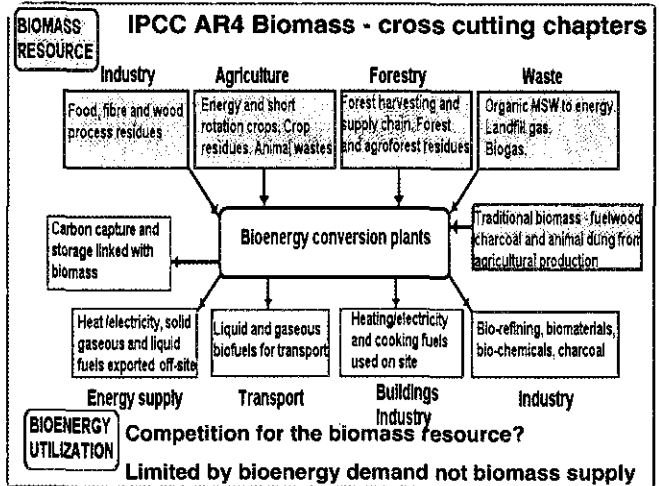 BIOMASS
RESOURCE
IPCC AR4 Biomass - cross cutting chapters
Industry
Agriculture
Forestry
Waste
Food, fibre and wood
process residues
Energy and short
rotation crops. Crop
residues. Animal wastes
Forest harvesting and
supply chain. Forest
and agroforest residues
Organic MSW to energy.
Landfill gas.
Biogas.
Carbon capture and
storage linked with
biomass
Bioenergy conversion plants
Traditional biomass - fuelwood
charcoal and animal dung from
agricultural production
Heat /electricity, solid
gaseous and liquid
fuels exported off-site
Liquid and gaseous
biofuels for transport
Heating/electricity
and cooking fuels
used on site
Bio-refining, biomaterials,
bio-chemicals, charcoal
Energy supply
Transport
Buildings
Industry
Industry
BIOENERGY
UTILIZATION
Competition for the biomass resource?
Limited by bioenergy demand not biomass supply